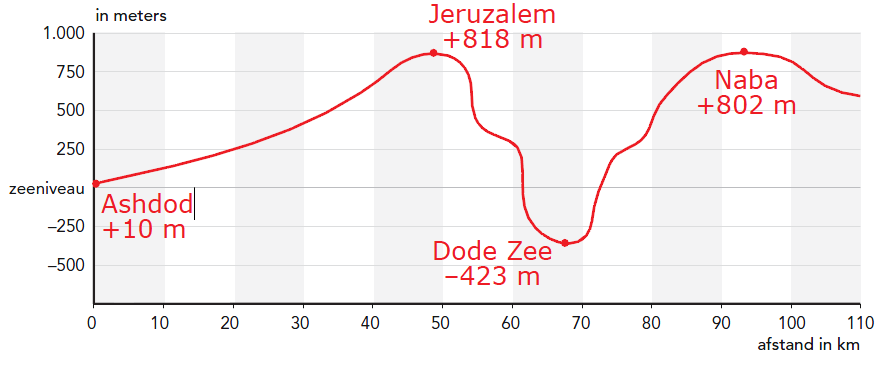 in meters
Jeruzalem
+818 m
1.000
750
Naba
+802 m
500
250
zeeniveau
Ashdod
+10 m
–250
Dode Zee
–423 m
–500
0 10 20 30 40 50 60 70 80 90 100 110
afstand in km